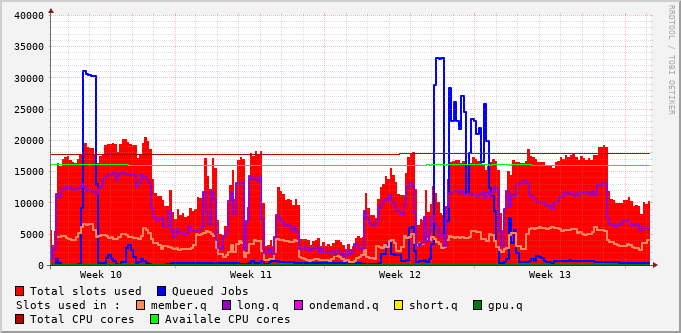 40000
35000
30000
25000
20000
15000
10000
5000
0
Week 10 Week 11 Week 12 Week 13
RRDTOOL / TOBI OETIKER
Total slots used Queued Jobs
Slots used in : member.q long.q ondemand.q short.q gpu.q
Total CPU cores Availale CPU cores